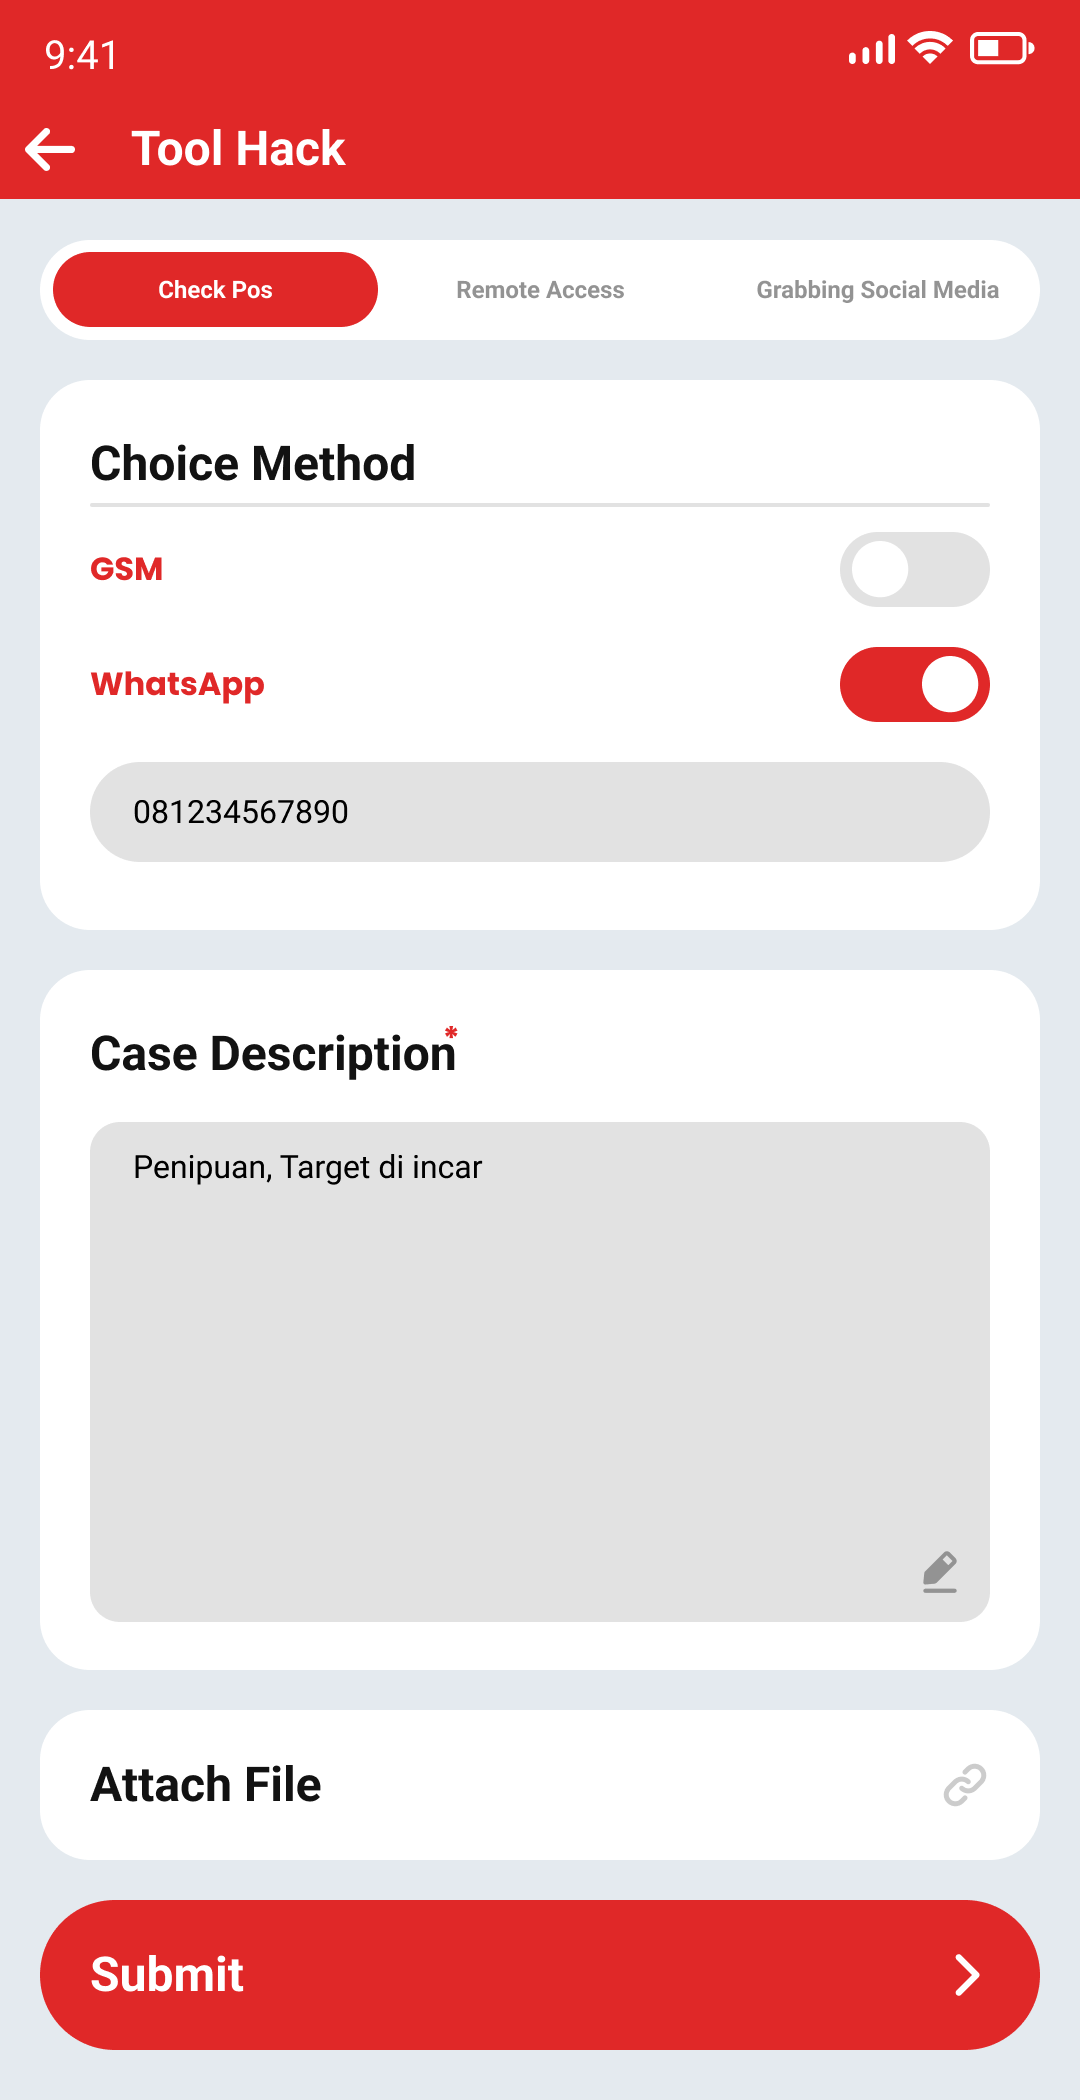 9:41
Tool Hack
Check Pos
Remote Access
Grabbing Social Media
Choice Method
GSM
WhatsApp
081234567890
Case Description*
Penipuan, Target di incar
Attach File
Submit